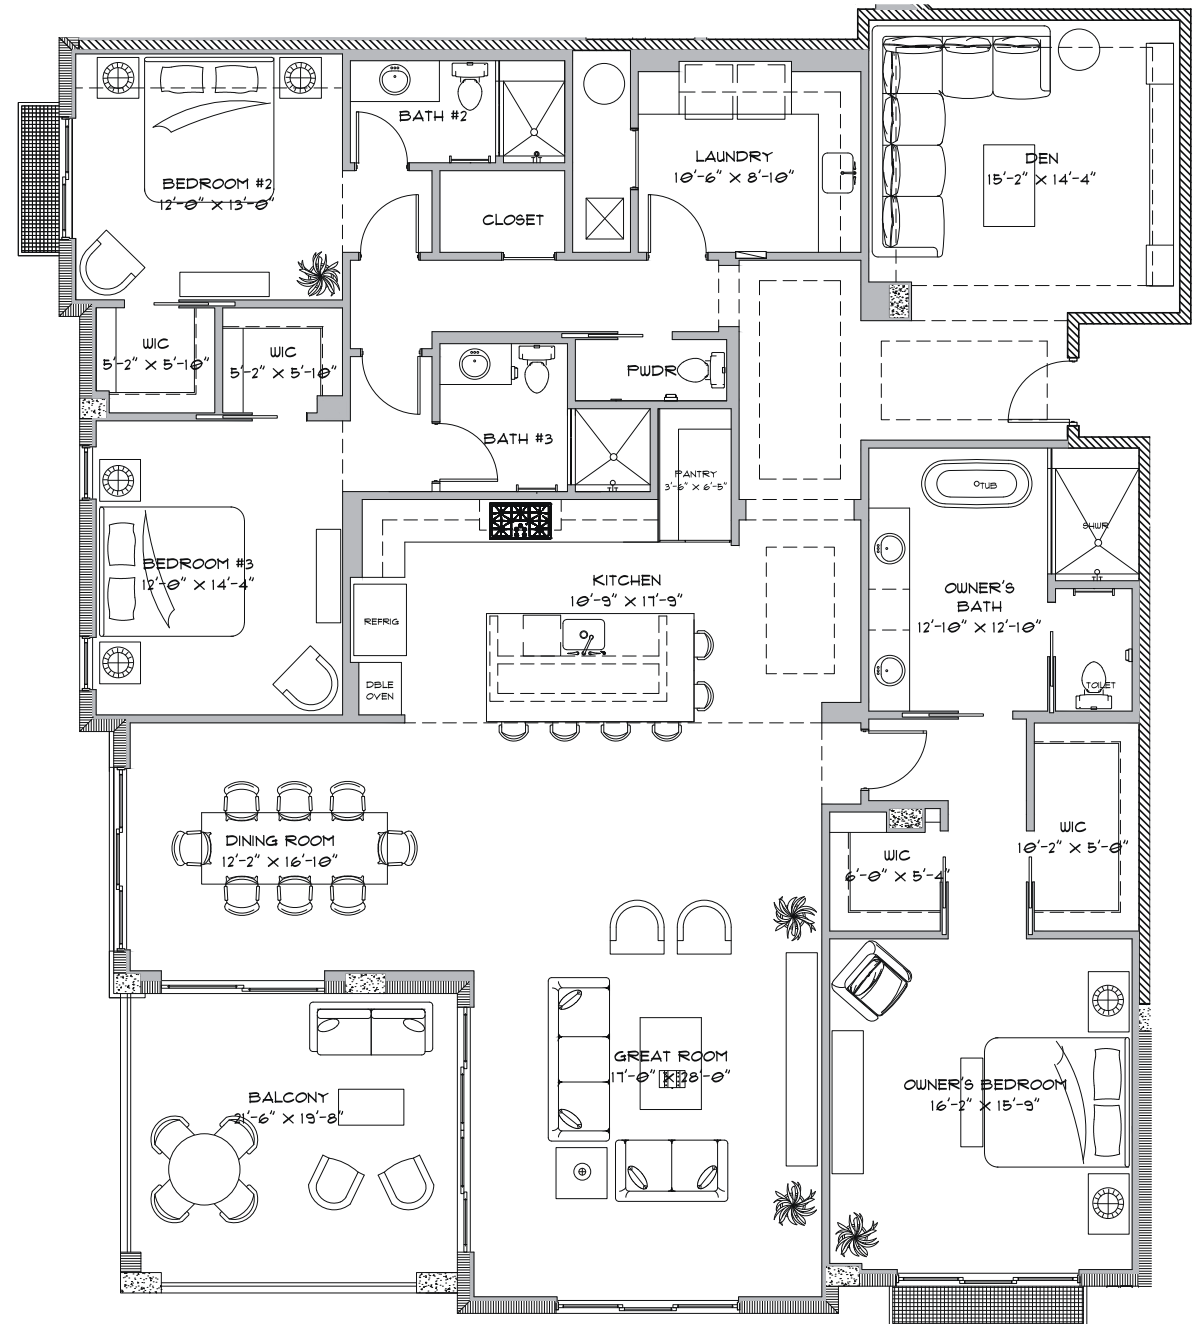 BATH #2
BEDROOM #2
12'-0" X 13'-0"
CLOSET
LAUNDRY
10'-6" X 8'-10"
DEN
15'-2" X 14'-4"
WIC
5'-2" X 5'-10"
WIC
5'-2" X 5'-10"
PWDR
BATH #3
PANTRY
3'-6" X 6'-5"
TUB
SHWR
BEDROOM #3
12'-0" X 14'-4"
KITCHEN
10'-9" X 17'-9"
OWNER'S
BATH
12'-10" X 12'-10"
REFRIG
DBLE
OVEN
TOILET
DINING ROOM
12'-2" X 16'-10"
WIC
6'-0" X 5'-4"
WIC
10'-2" X 5'-0"
GREAT ROOM
17'-0" X 28'-0"
BALCONY
21'-6" X 19'-8"
OWNER'S BEDROOM
16'-2" X 15'-9"